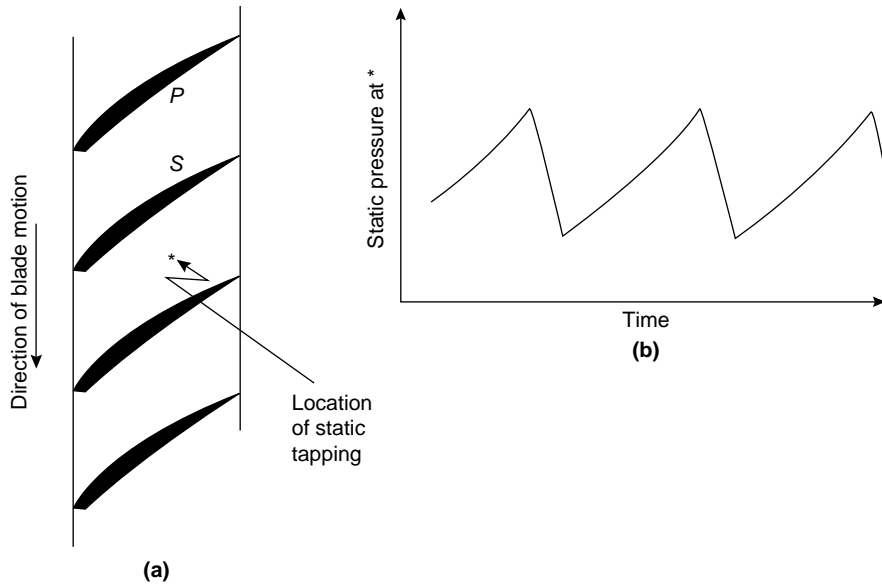 P
S
*
Direction of blade motion
Location
of static
tapping
(a)
Static pressure at *
Time
(b)